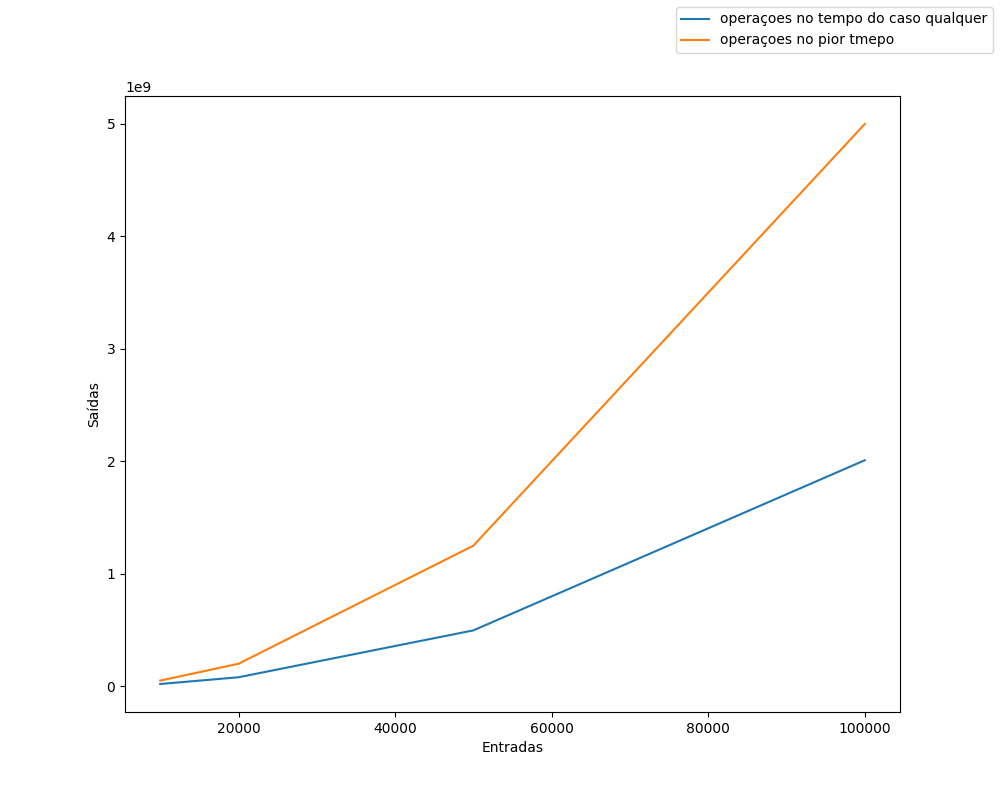 operaçoes no tempo do caso qualquer
operaçoes no pior tmepo
1e9
5
4
3
2
1
0
Saídas
20000 40000 60000 80000 100000
Entradas